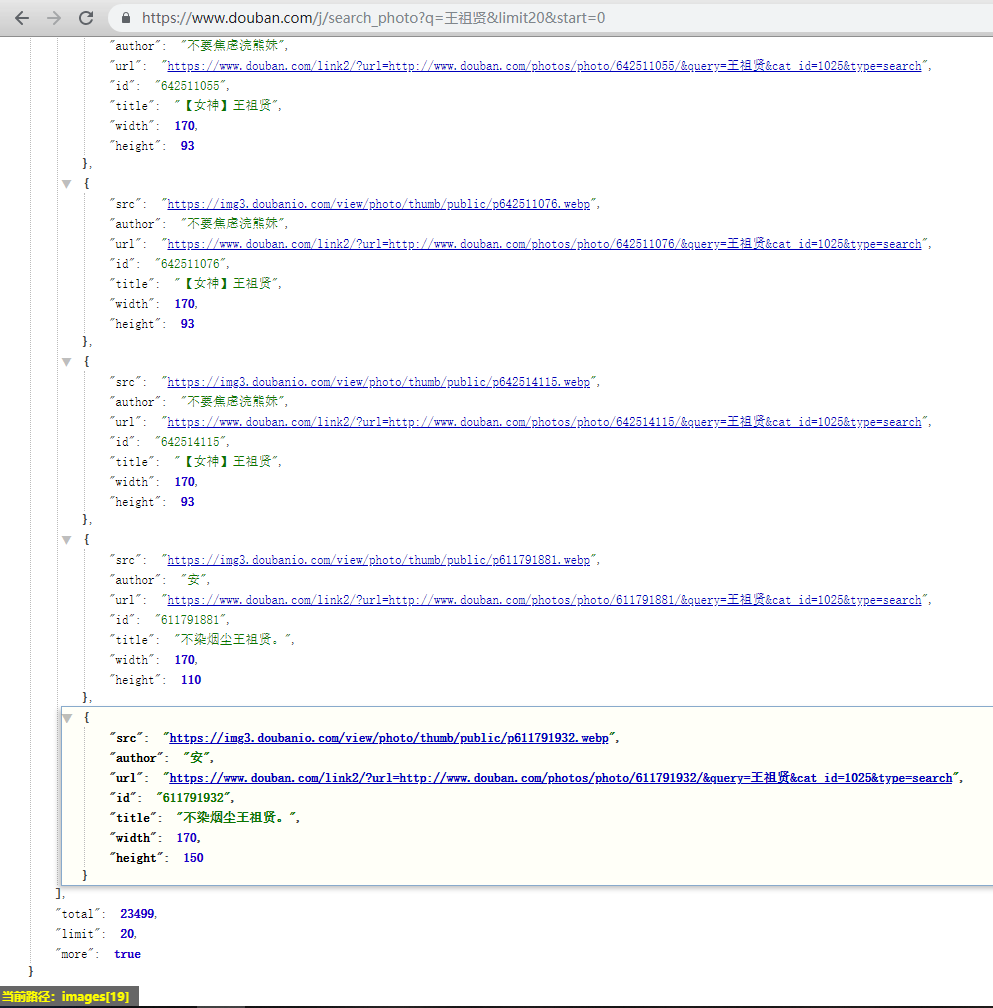 https://www.douban.com/j/search_photo?q=王祖贤&limit20&start=0
"author": "不要焦虑浣熊妹",
"url": "https://www.douban.com/link2/?url=http://www.douban.com/photos/photo/642511055/&query=王祖贤&cat_id=1025&type=search",
"id": "642511055",
"title": "【女神】王祖贤",
"width": 170,
"height": 93
},
{
"src": "https://img3.doubanio.com/view/photo/thumb/public/p642511076.webp",
"author": "不要焦虑浣熊妹",
"url": "https://www.douban.com/link2/?url=http://www.douban.com/photos/photo/642511076/&query=王祖贤&cat_id=1025&type=search",
"id": "642511076",
"title": "【女神】王祖贤",
"width": 170,
"height": 93
},
{
"src": "https://img3.doubanio.com/view/photo/thumb/public/p642514115.webp",
"author": "不要焦虑浣熊妹",
"url": "https://www.douban.com/link2/?url=http://www.douban.com/photos/photo/642514115/&query=王祖贤&cat_id=1025&type=search",
"id": "642514115",
"title": "【女神】王祖贤",
"width": 170,
"height": 93
},
{
"src": "https://img3.doubanio.com/view/photo/thumb/public/p611791881.webp",
"author": "安",
"url": "https://www.douban.com/link2/?url=http://www.douban.com/photos/photo/611791881/&query=王祖贤&cat_id=1025&type=search",
"id": "611791881",
"title": "不染烟尘王祖贤。",
"width": 170,
"height": 110
},
{
"src": "https://img3.doubanio.com/view/photo/thumb/public/p611791932.webp",
"author": "安",
"url": "https://www.douban.com/link2/?url=http://www.douban.com/photos/photo/611791932/&query=王祖贤&cat_id=1025&type=search",
"id": "611791932",
"title": "不染烟尘王祖贤。",
"width": 170,
"height": 150
}
],
"total": 23499,
"limit": 20,
"more": true
}
当前路径: images[19]